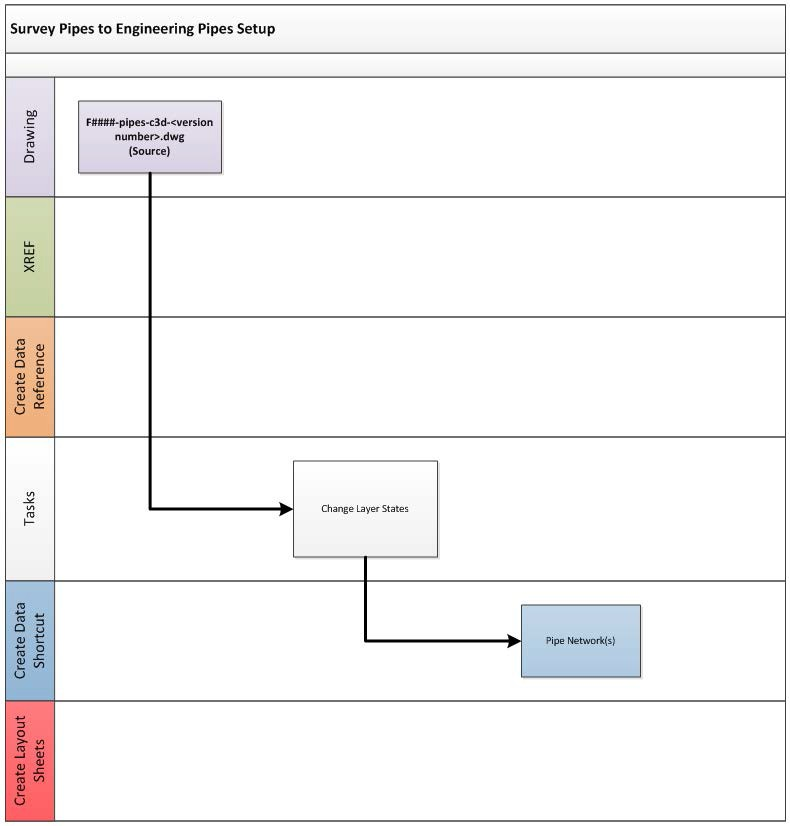 Survey Pipes to Engineering Pipes Setup
Drawing
F####-pipes-c3d-<version
number>.dwg
(Source)
XREF
Create Data
Reference
Tasks
Change Layer States
Create Data
Shortcut
Pipe Network(s)
Create Layout
Sheets